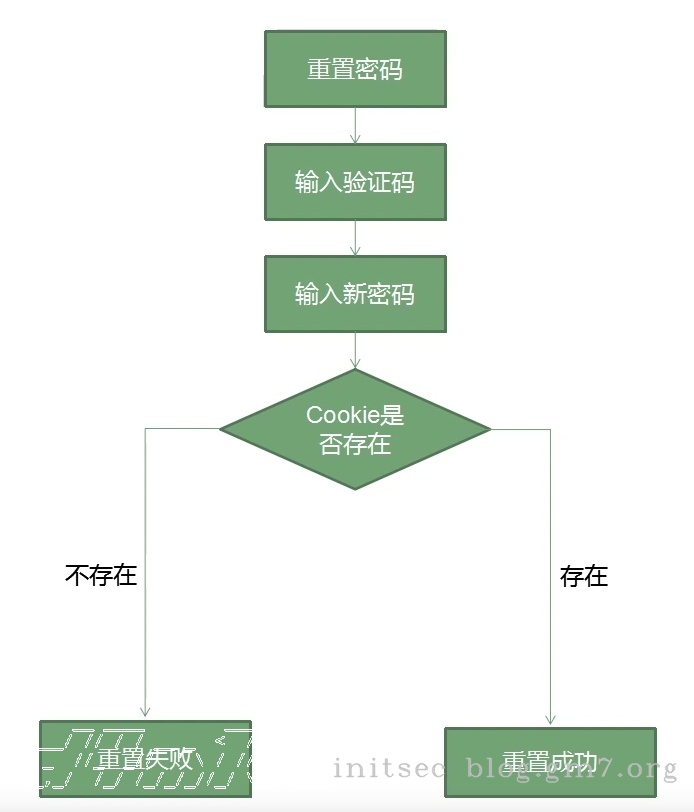 重置密码
输入验证码
输入新密码
Cookie是
否存在
不存在
存在
重置失败
重置成功
initsec blog.gm7.org